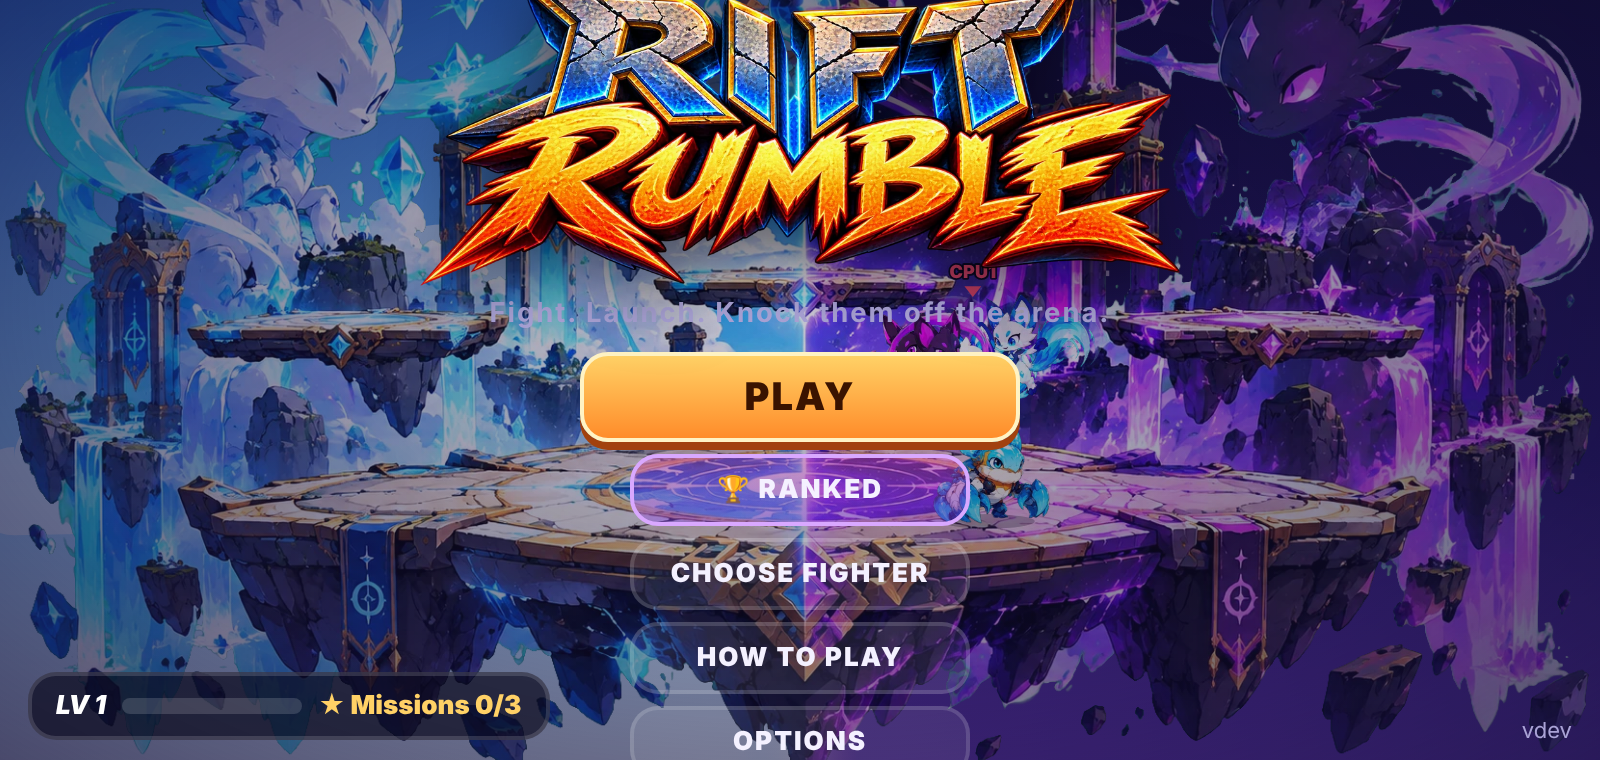 RIFT
RUMBLE
CPU1
Fight. Launch. Knock them off the arena.
PLAY
🏆 RANKED
CHOOSE FIGHTER
HOW TO PLAY
LV 1 ★ Missions 0/3
OPTIONS
vdev